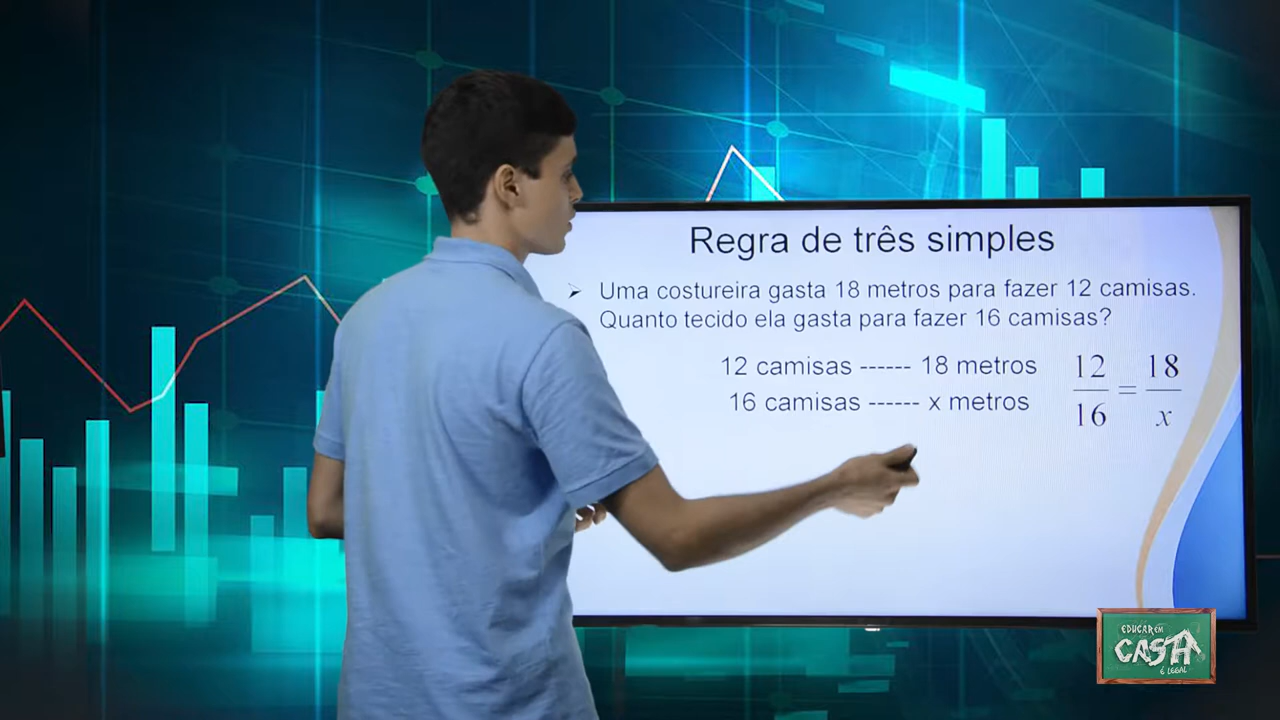 Regra de três simples
➢ Uma costureira gasta 18 metros para fazer 12 camisas.
Quanto tecido ela gasta para fazer 16 camisas?
12 camisas ------ 18 metros
16 camisas ------ x metros
12/16 = 18/x
EDUCAR EM
CASA
É LEGAL